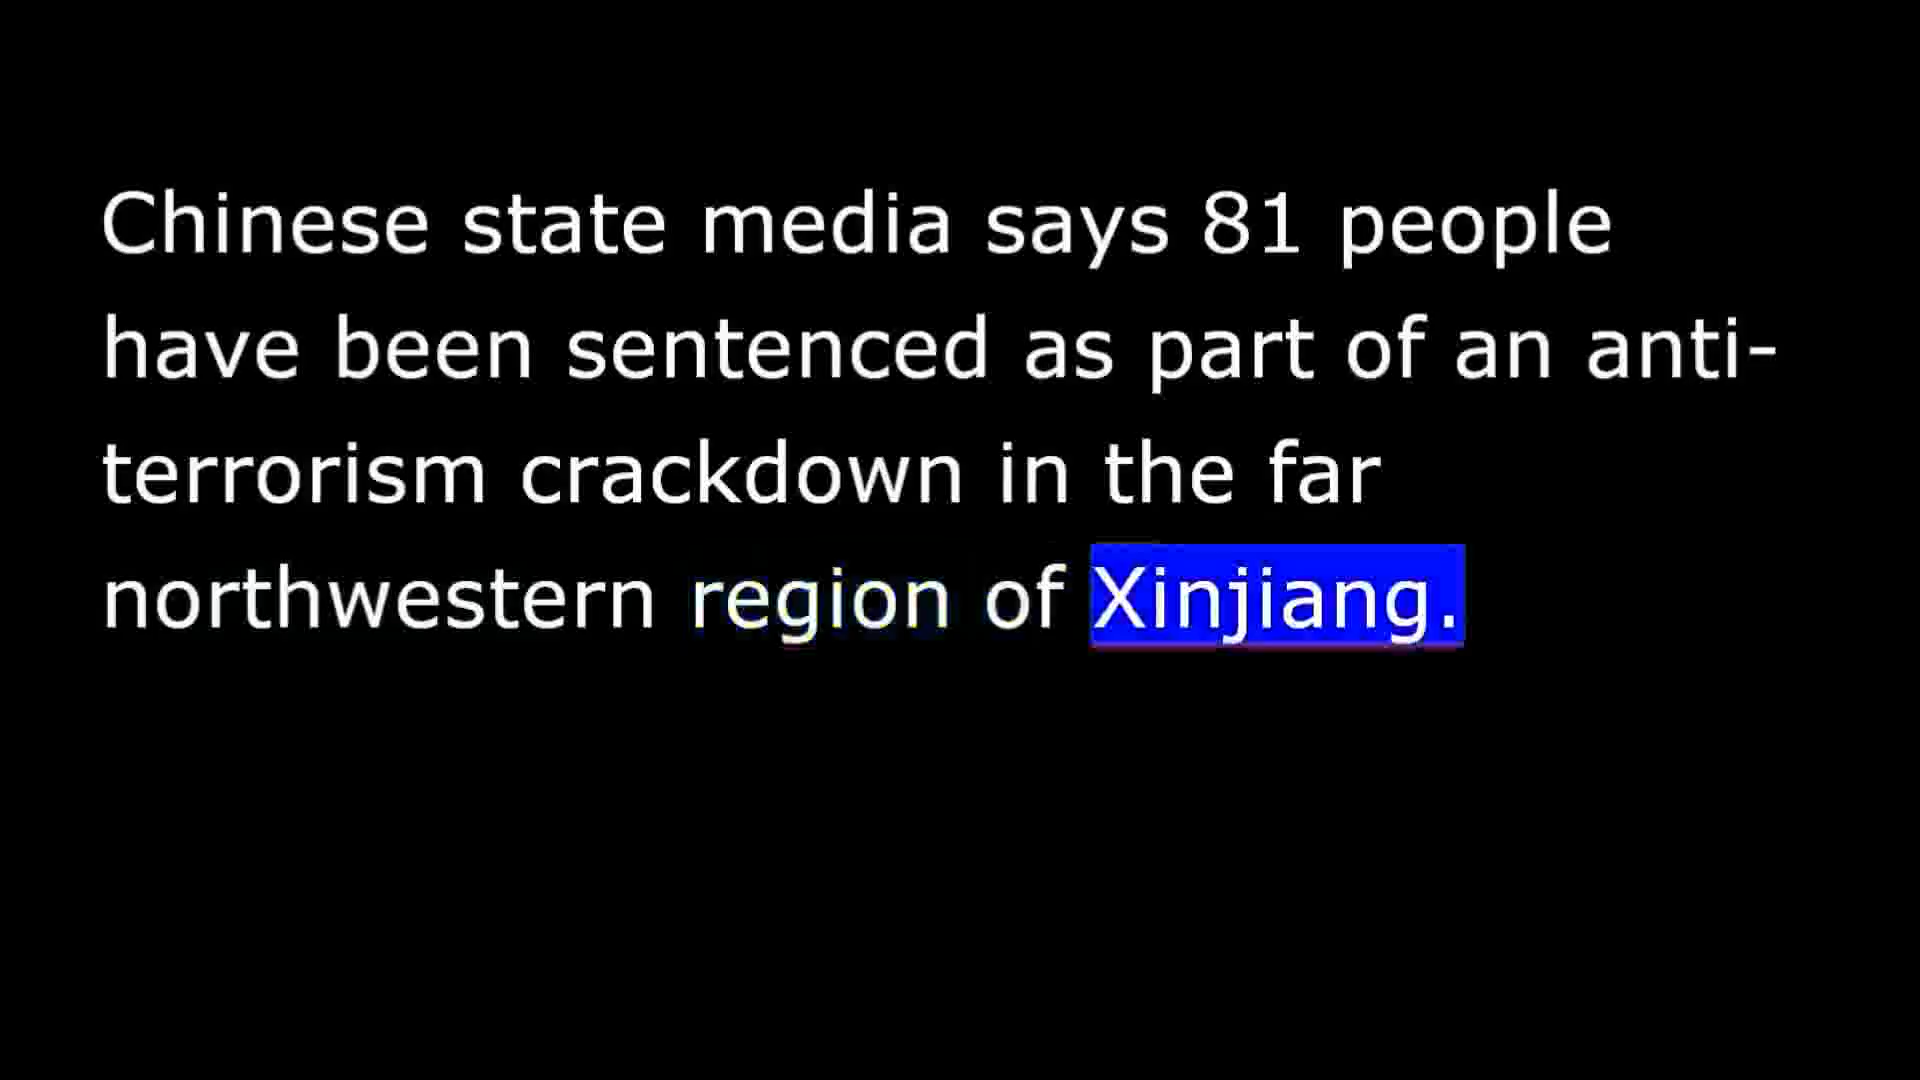 Chinese state media says 81 people
have been sentenced as part of an anti-
terrorism crackdown in the far
northwestern region of Xinjiang.